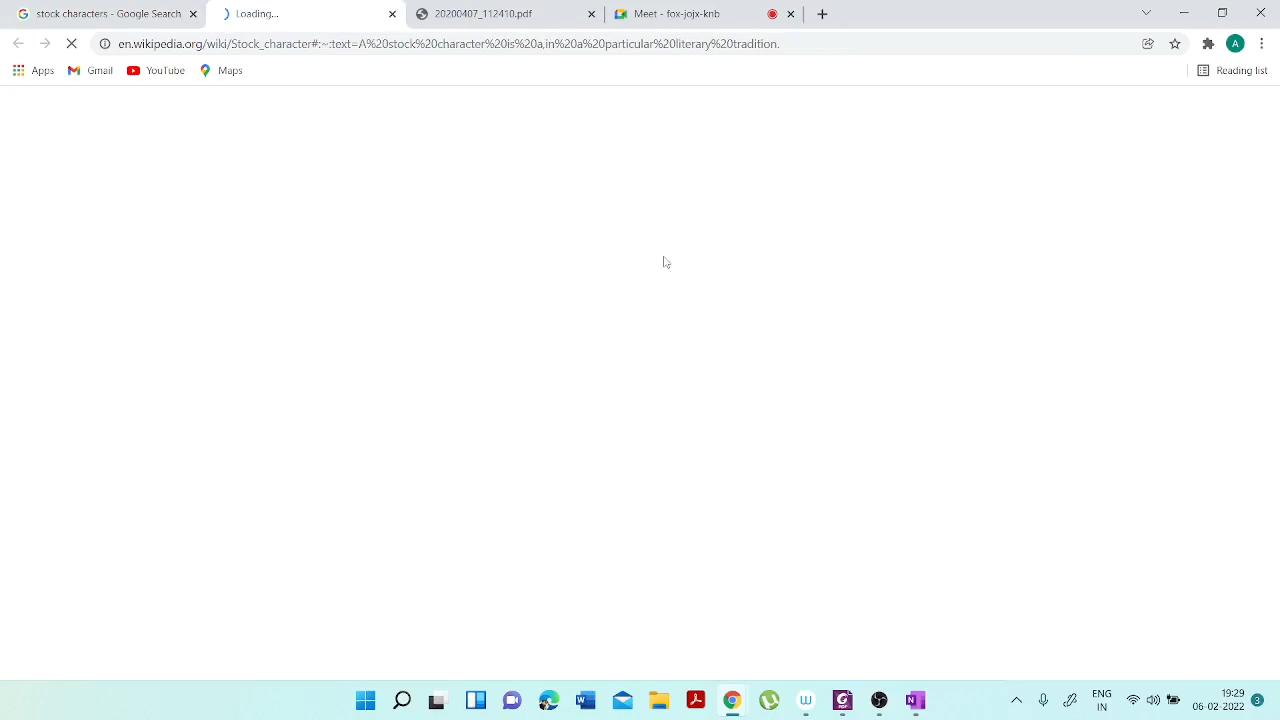 stock characters - Google Search
Loading...
20200407_112410.pdf
Meet - fox-jojx-knb
en.wikipedia.org/wiki/Stock_character#:~:text=A%20stock%20character%20is%20a,in%20a%20particular%20literary%20tradition.
A
Apps
Gmail
YouTube
Maps
Reading list
ENG
IN
19:29
06-02-2022
3